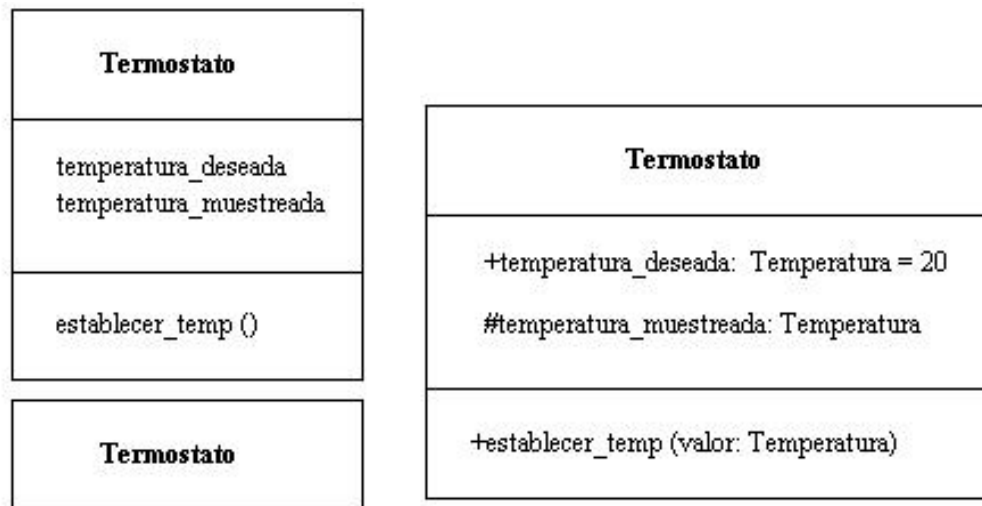 Termostato
temperatura_deseada
temperatura_muestreada
establecer_temp ()
Termostato
Termostato
+temperatura_deseada: Temperatura = 20
#temperatura_muestreada: Temperatura
+establecer_temp (valor: Temperatura)